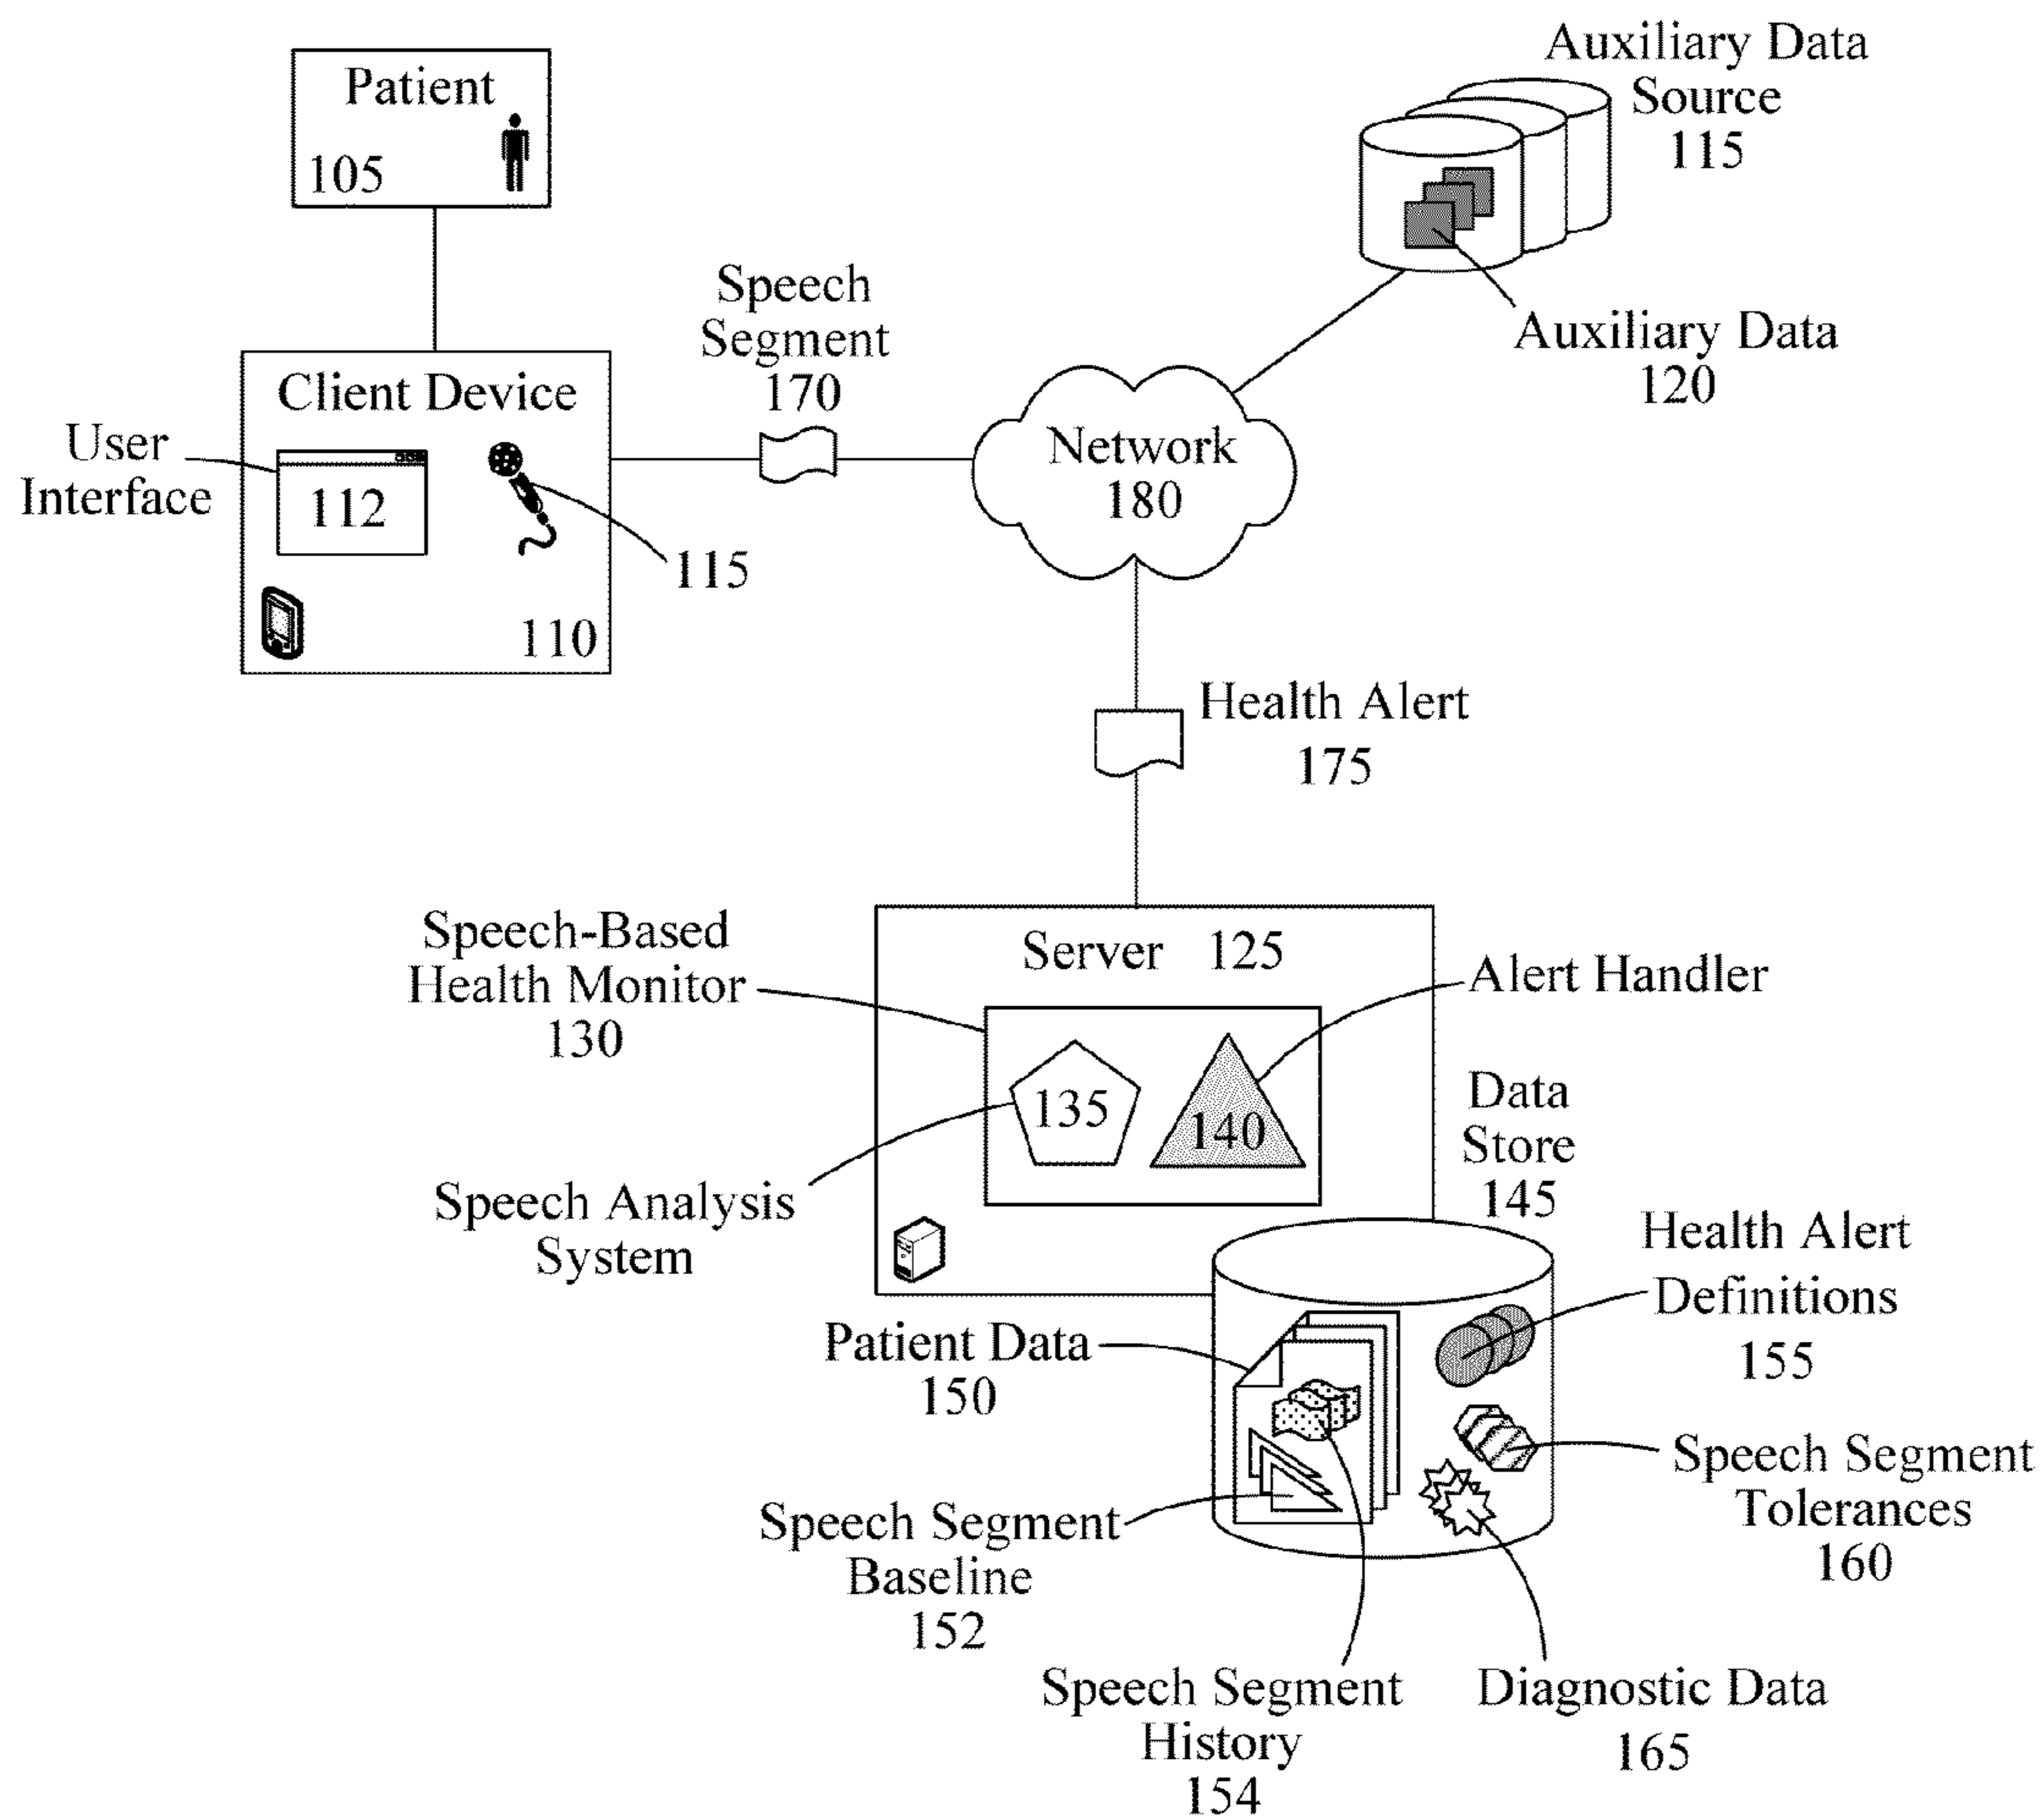 Patient
105
Auxiliary Data
Source
115
Auxiliary Data
120
Speech
Segment
170
Client Device
User
Interface
112
115
110
Network
180
Health Alert
175
Speech-Based
Health Monitor
130
Server 125
Alert Handler
135
140
Speech Analysis
System
Data
Store
145
Health Alert
Definitions
155
Patient Data
150
Speech Segment
Tolerances
160
Speech Segment
Baseline
152
Speech Segment
History
154
Diagnostic Data
165